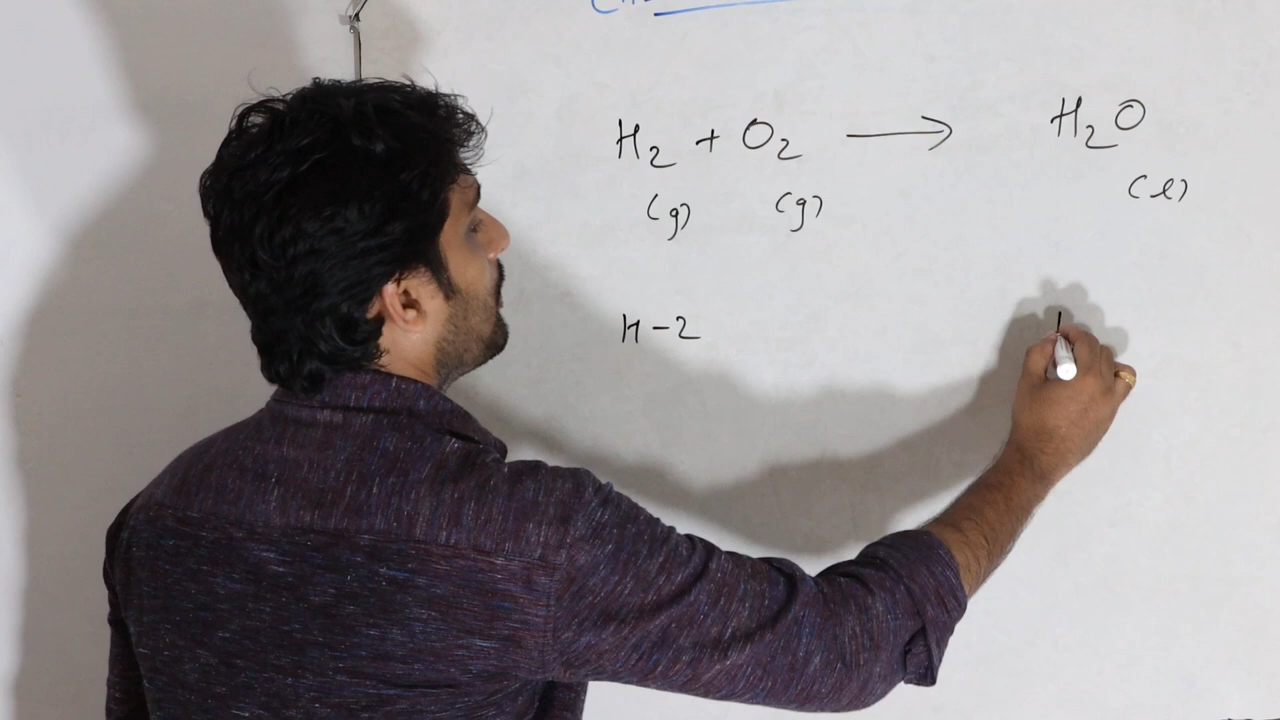 H₂ + O₂ ⟶ H₂O
(g) (g) (l)
H-2